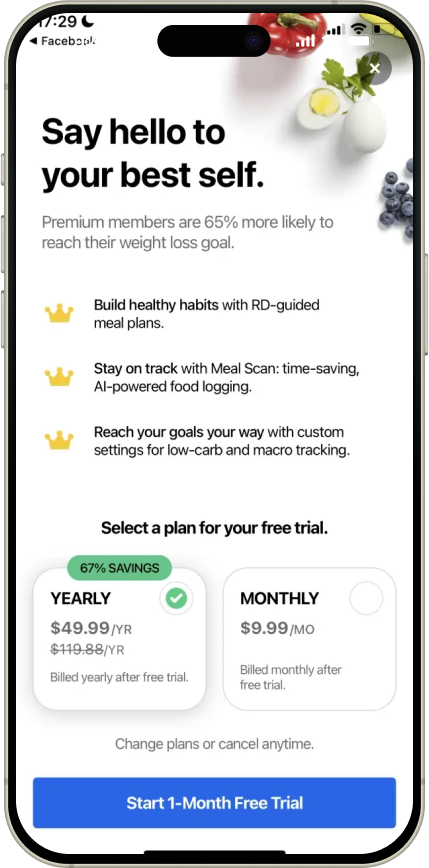 17:29
◀ Facebook
Say hello to
your best self.
Premium members are 65% more likely to
reach their weight loss goal.
Build healthy habits with RD-guided
meal plans.
Stay on track with Meal Scan: time-saving,
AI-powered food logging.
Reach your goals your way with custom
settings for low-carb and macro tracking.
Select a plan for your free trial.
67% SAVINGS
YEARLY
$49.99/YR
$119.88/YR
Billed yearly after free trial.
MONTHLY
$9.99/MO
Billed monthly after
free trial.
Change plans or cancel anytime.
Start 1-Month Free Trial